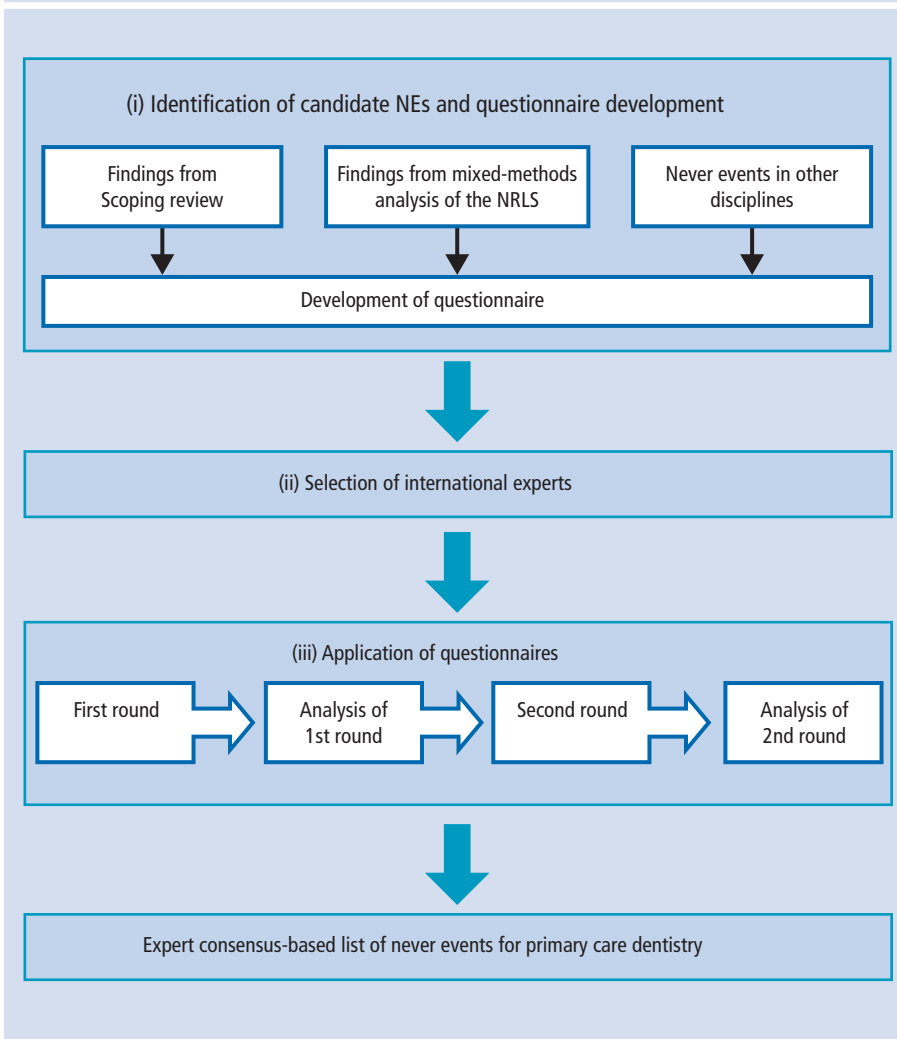 (i) Identification of candidate NEs and questionnaire development
Findings from
Scoping review
Findings from mixed-methods
analysis of the NRLS
Never events in other
disciplines
Development of questionnaire
(ii) Selection of international experts
(iii) Application of questionnaires
First round
Analysis of
1st round
Second round
Analysis of
2nd round
Expert consensus-based list of never events for primary care dentistry